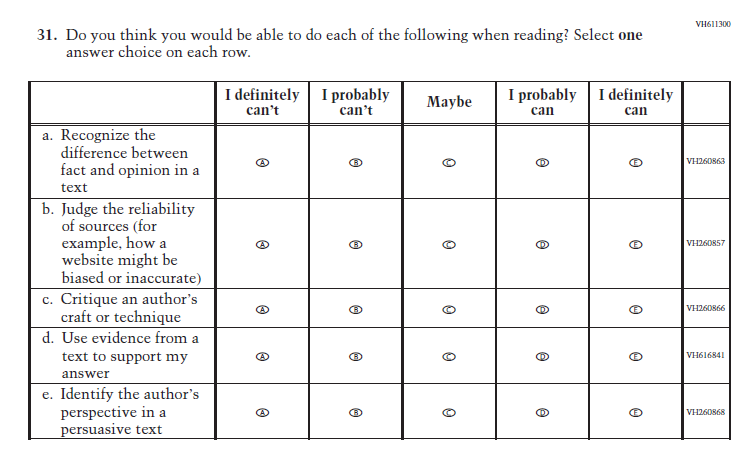 VH611300
31. Do you think you would be able to do each of the following when reading? Select one
answer choice on each row.
I definitely can't I probably can't Maybe I probably can I definitely can
a. Recognize the
difference between
fact and opinion in a
text
A B C D E VH260863
b. Judge the reliability
of sources (for
example, how a
website might be
biased or inaccurate)
A B C D E VH260857
c. Critique an author's
craft or technique
A B C D E VH260866
d. Use evidence from a
text to support my
answer
A B C D E VH616841
e. Identify the author's
perspective in a
persuasive text
A B C D E VH260868